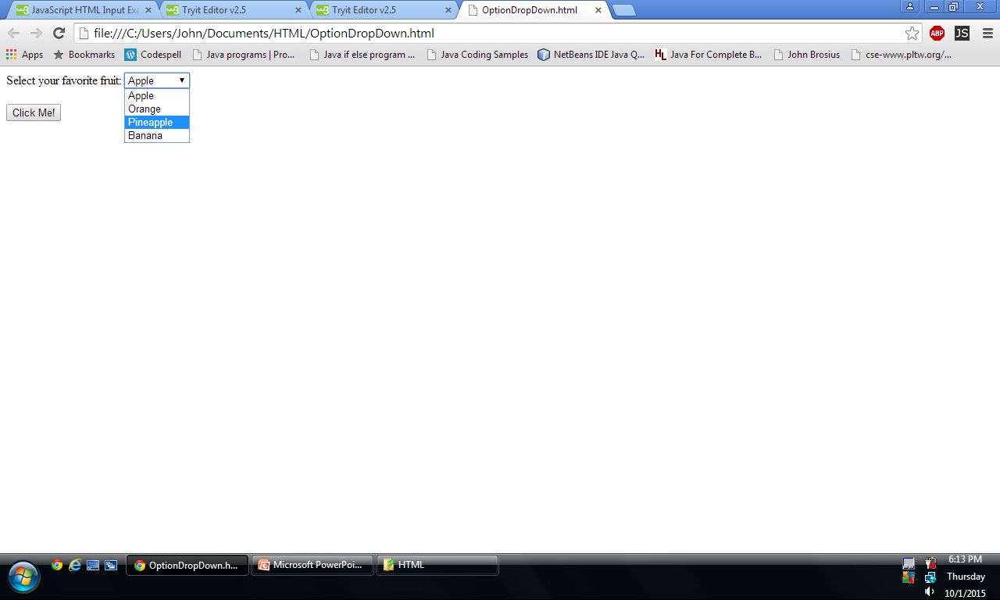 JavaScript HTML Input Exa
Tryit Editor v2.5
Tryit Editor v2.5
OptionDropDown.html
file:///C:/Users/John/Documents/HTML/OptionDropDown.html
ABP
JS
Apps
Bookmarks
Codespell
Java programs | Pro...
Java if else program ...
Java Coding Samples
NetBeans IDE Java Q...
HL
Java For Complete B...
John Brosius
cse-www.pltw.org/...
Select your favorite fruit: Apple
Apple
Orange
Pineapple
Banana
Click Me!
OptionDropDown.h...
Microsoft PowerPoi...
HTML
6:13 PM
Thursday
10/1/2015